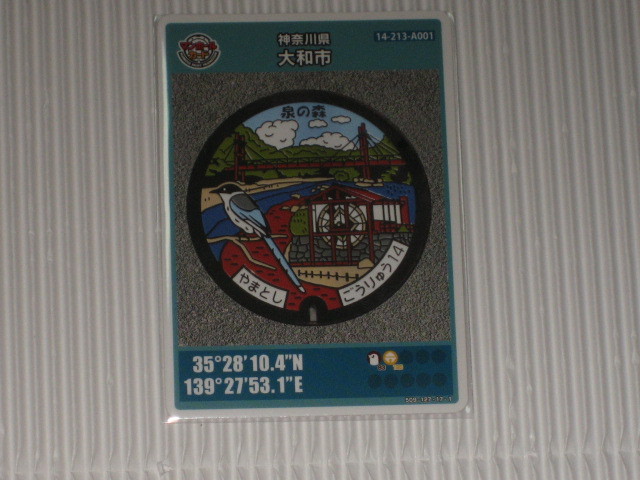 神奈川県
14-213-A001
大和市
泉の森
やまとし
ごうりゅう14
35°28'10.4"N
139°27'53.1"E